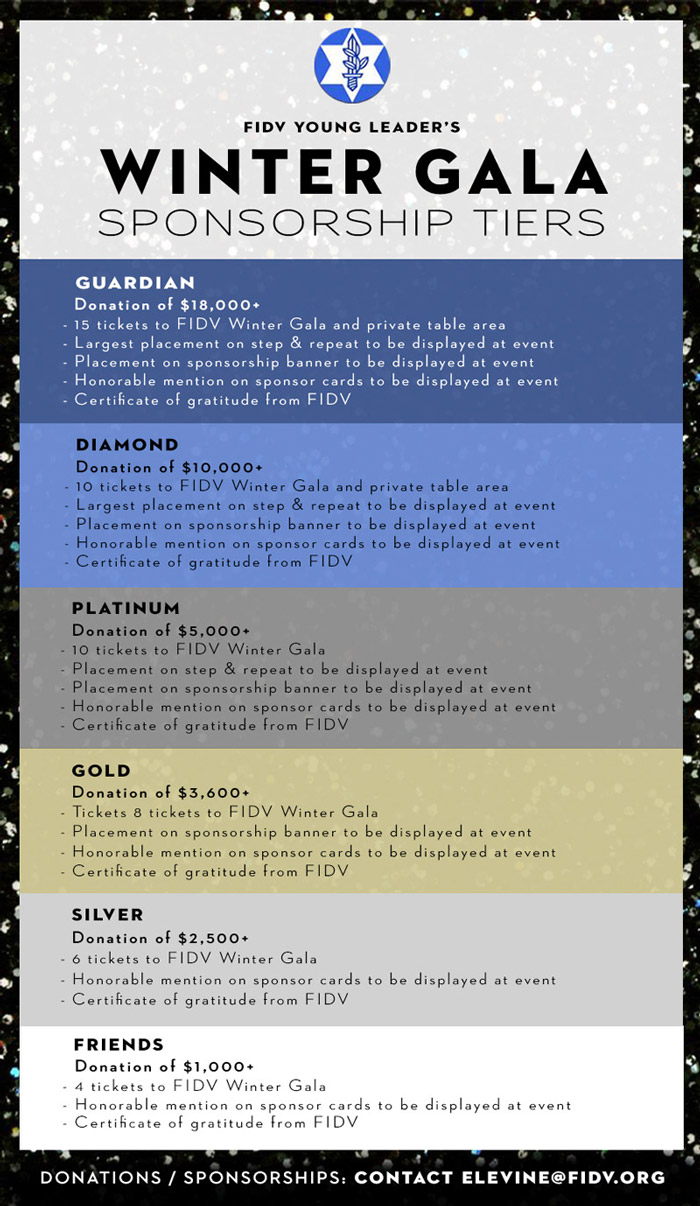 FIDV YOUNG LEADER'S
WINTER GALA
SPONSORSHIP TIERS
GUARDIAN
Donation of $18,000+
- 15 tickets to FIDV Winter Gala and private table area
- Largest placement on step & repeat to be displayed at event
- Placement on sponsorship banner to be displayed at event
- Honorable mention on sponsor cards to be displayed at event
- Certificate of gratitude from FIDV
DIAMOND
Donation of $10,000+
- 10 tickets to FIDV Winter Gala and private table area
- Largest placement on step & repeat to be displayed at event
- Placement on sponsorship banner to be displayed at event
- Honorable mention on sponsor cards to be displayed at event
- Certificate of gratitude from FIDV
PLATINUM
Donation of $5,000+
- 10 tickets to FIDV Winter Gala
- Placement on step & repeat to be displayed at event
- Placement on sponsorship banner to be displayed at event
- Honorable mention on sponsor cards to be displayed at event
- Certificate of gratitude from FIDV
GOLD
Donation of $3,600+
- Tickets 8 tickets to FIDV Winter Gala
- Placement on sponsorship banner to be displayed at event
- Honorable mention on sponsor cards to be displayed at event
- Certificate of gratitude from FIDV
SILVER
Donation of $2,500+
- 6 tickets to FIDV Winter Gala
- Honorable mention on sponsor cards to be displayed at event
- Certificate of gratitude from FIDV
FRIENDS
Donation of $1,000+
- 4 tickets to FIDV Winter Gala
- Honorable mention on sponsor cards to be displayed at event
- Certificate of gratitude from FIDV
DONATIONS / SPONSORSHIPS: CONTACT ELEVINE@FIDV.ORG